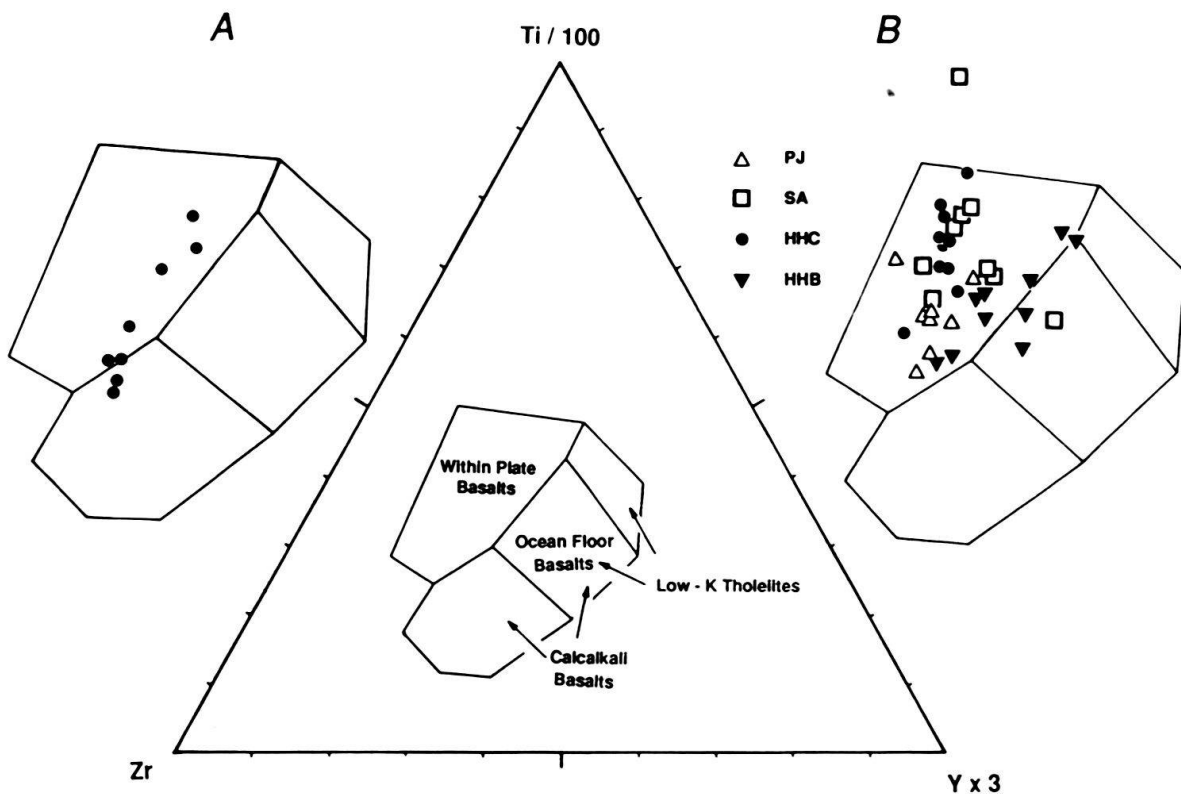 A
Ti / 100
B
PJ
SA
HHC
HHB
Within Plate
Basalts
Ocean Floor
Basalts
Low - K Tholeiites
Calcalkali
Basalts
Zr
Y x 3